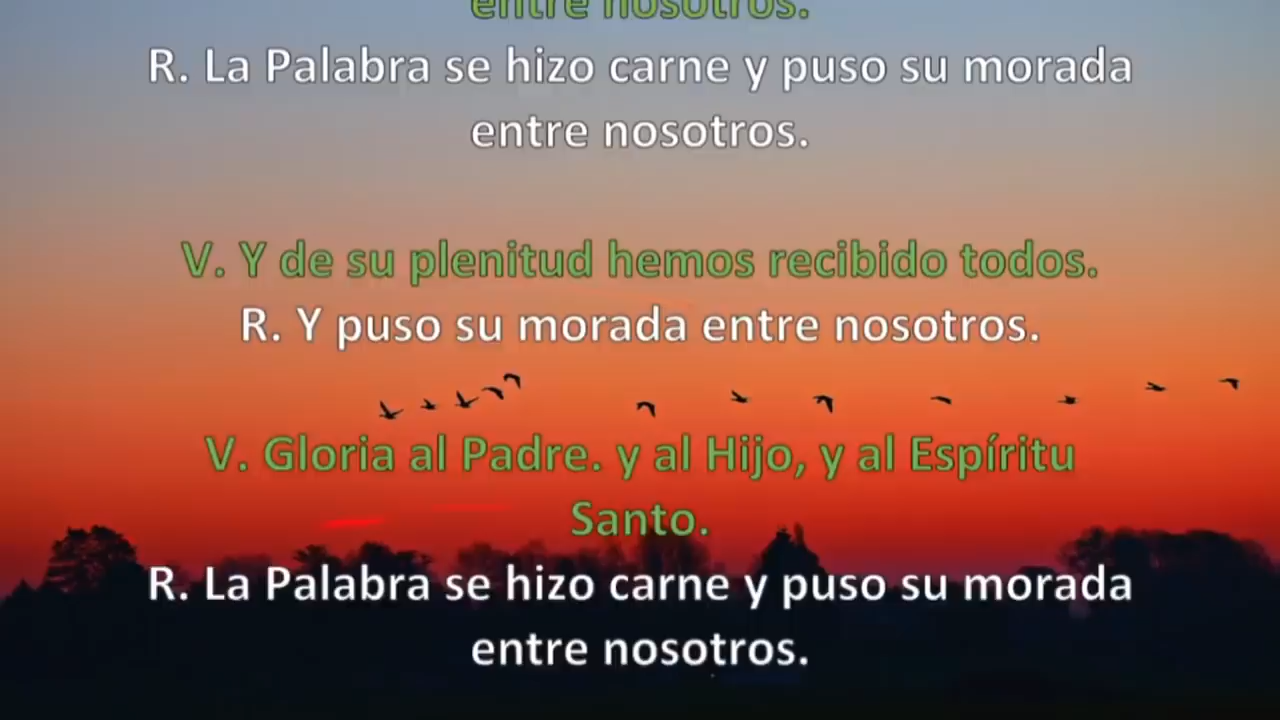 entre nosotros.
R. La Palabra se hizo carne y puso su morada
entre nosotros.
V. Y de su plenitud hemos recibido todos.
R. Y puso su morada entre nosotros.
V. Gloria al Padre. y al Hijo, y al Espíritu
Santo.
R. La Palabra se hizo carne y puso su morada
entre nosotros.